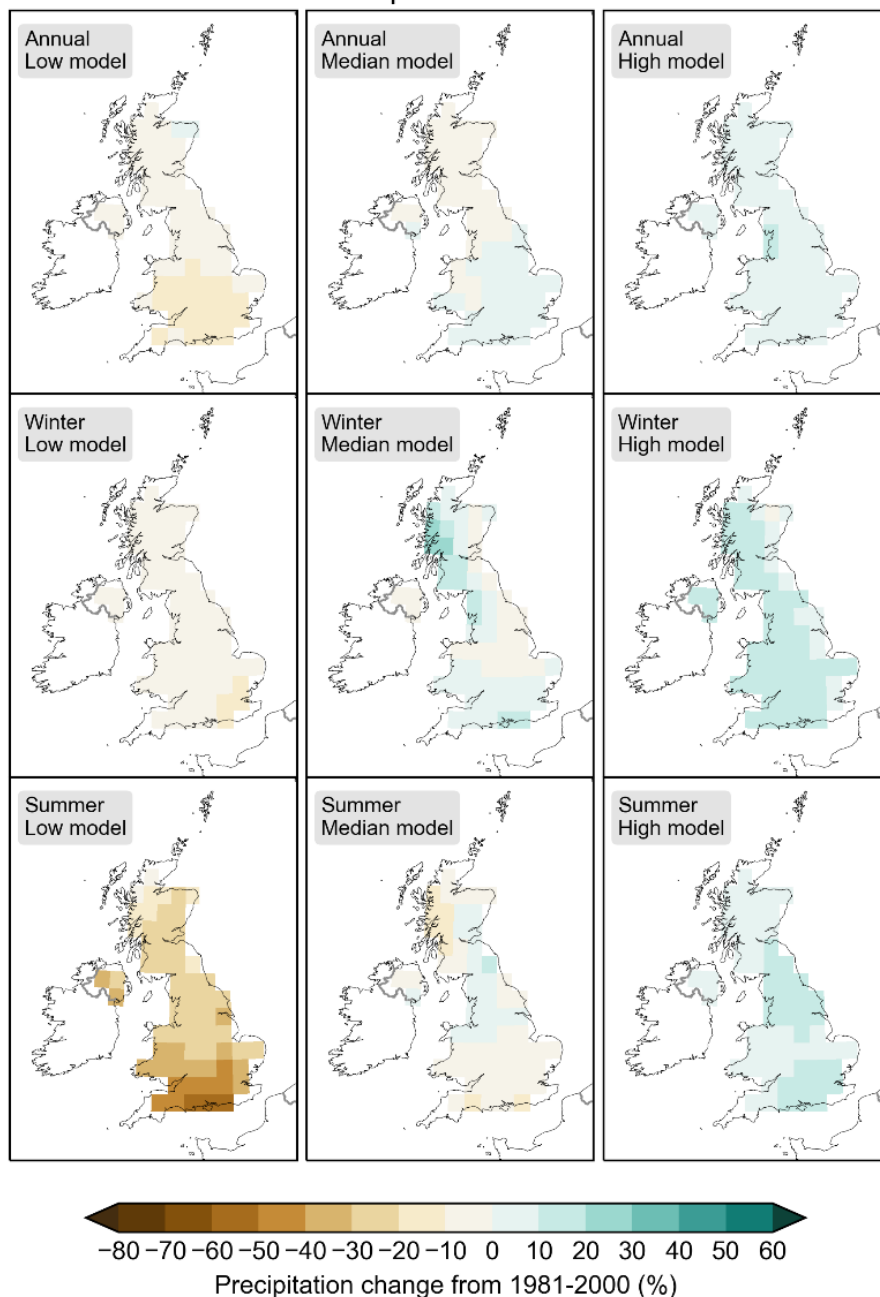 Annual
Low model
Annual
Median model
Annual
High model
Winter
Low model
Winter
Median model
Winter
High model
Summer
Low model
Summer
Median model
Summer
High model
−80 −70 −60 −50 −40 −30 −20 −10 0 10 20 30 40 50 60
Precipitation change from 1981-2000 (%)